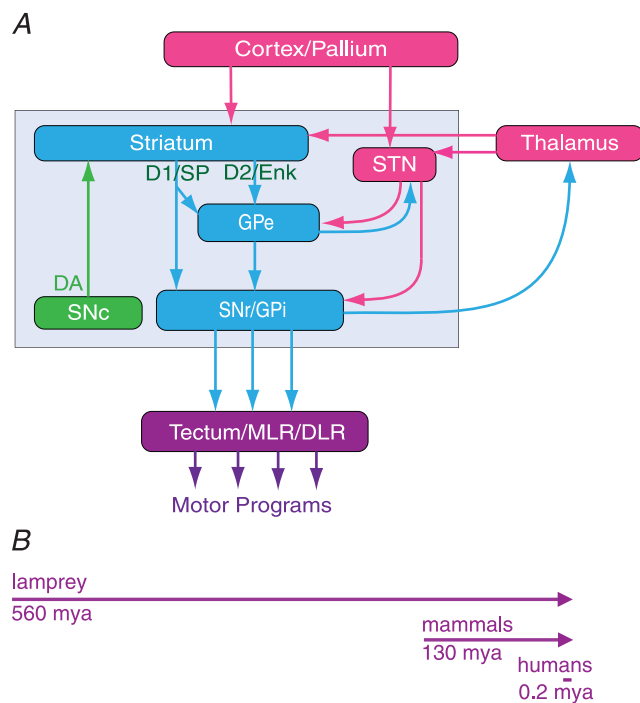 A
Cortex/Pallium
Striatum
Thalamus
STN
D1/SP
D2/Enk
GPe
DA
SNc
SNr/GPi
Tectum/MLR/DLR
Motor Programs
B
lamprey
560 mya
mammals
130 mya
humans
0.2 mya